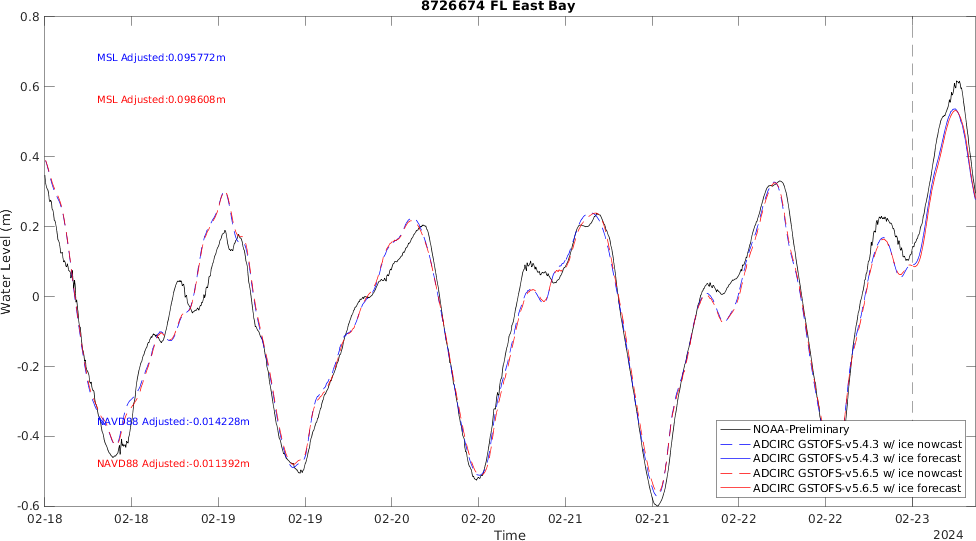 8726674 FL East Bay
Water Level (m)
0.8
0.6
0.4
0.2
0
-0.2
-0.4
-0.6
MSL Adjusted:0.095772m
MSL Adjusted:0.098608m
NAVD88 Adjusted:-0.014228m
NAVD88 Adjusted:-0.011392m
NOAA-Preliminary
ADCIRC GSTOFS-v5.4.3 w/ ice nowcast
ADCIRC GSTOFS-v5.4.3 w/ ice forecast
ADCIRC GSTOFS-v5.6.5 w/ ice nowcast
ADCIRC GSTOFS-v5.6.5 w/ ice forecast
02-18 02-18 02-19 02-19 02-20 02-20 02-21 02-21 02-22 02-22 02-23
Time
2024